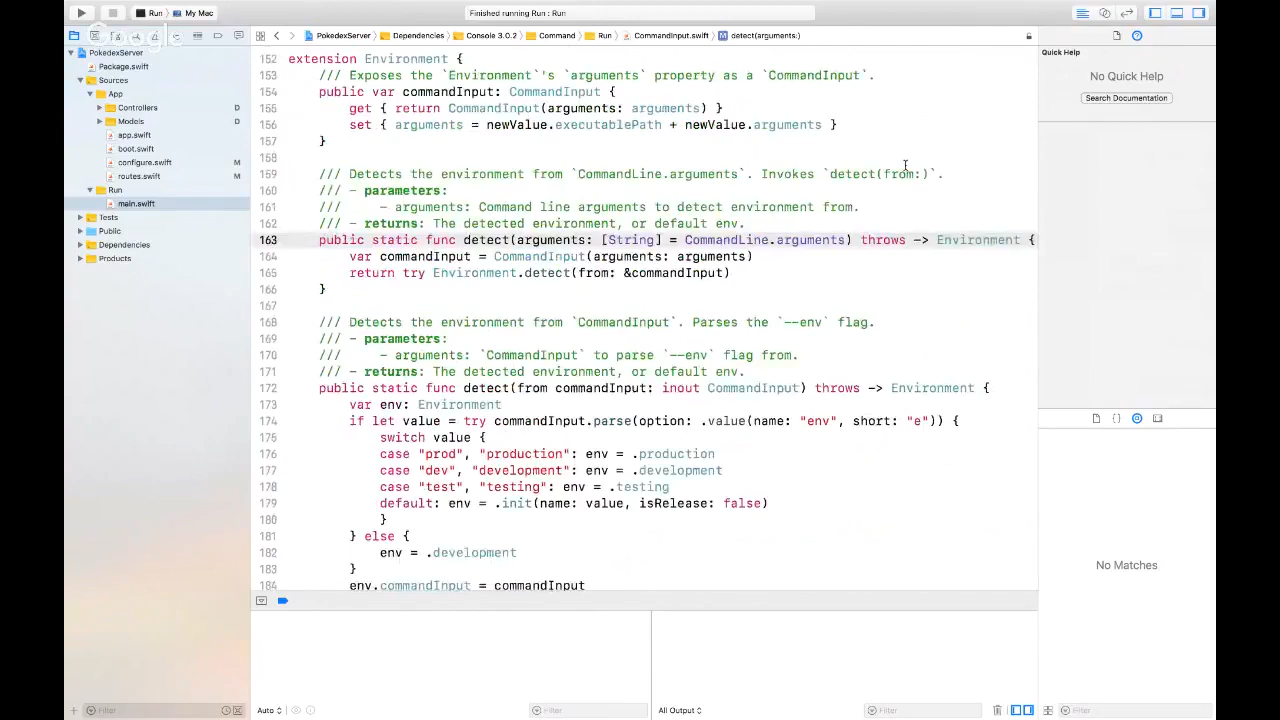 Run
My Mac
Finished running Run : Run
Google
PokedexServer
Dependencies
Console 3.0.2
Command
Run
CommandInput.swift
detect(arguments:)
PokedexServer
Package.swift
Sources
App
Controllers D
Models D
app.swift
boot.swift
configure.swift M
routes.swift M
Run
main.swift
Tests
Public
Dependencies
Products
152 extension Environment {
153 /// Exposes the `Environment`'s `arguments` property as a `CommandInput`.
154 public var commandInput: CommandInput {
155 get { return CommandInput(arguments: arguments) }
156 set { arguments = newValue.executablePath + newValue.arguments }
157 }
158
159 /// Detects the environment from `CommandLine.arguments`. Invokes `detect(from:)`.
160 /// - parameters:
161 /// - arguments: Command line arguments to detect environment from.
162 /// - returns: The detected environment, or default env.
163 public static func detect(arguments: [String] = CommandLine.arguments) throws -> Environment {
164 var commandInput = CommandInput(arguments: arguments)
165 return try Environment.detect(from: &commandInput)
166 }
167
168 /// Detects the environment from `CommandInput`. Parses the `--env` flag.
169 /// - parameters:
170 /// - arguments: `CommandInput` to parse `--env` flag from.
171 /// - returns: The detected environment, or default env.
172 public static func detect(from commandInput: inout CommandInput) throws -> Environment {
173 var env: Environment
174 if let value = try commandInput.parse(option: .value(name: "env", short: "e")) {
175 switch value {
176 case "prod", "production": env = .production
177 case "dev", "development": env = .development
178 case "test", "testing": env = .testing
179 default: env = .init(name: value, isRelease: false)
180 }
181 } else {
182 env = .development
183 }
184 env.commandInput = commandInput
Quick Help
No Quick Help
Search Documentation
No Matches
Filter
Auto
Filter
All Output
Filter
Filter